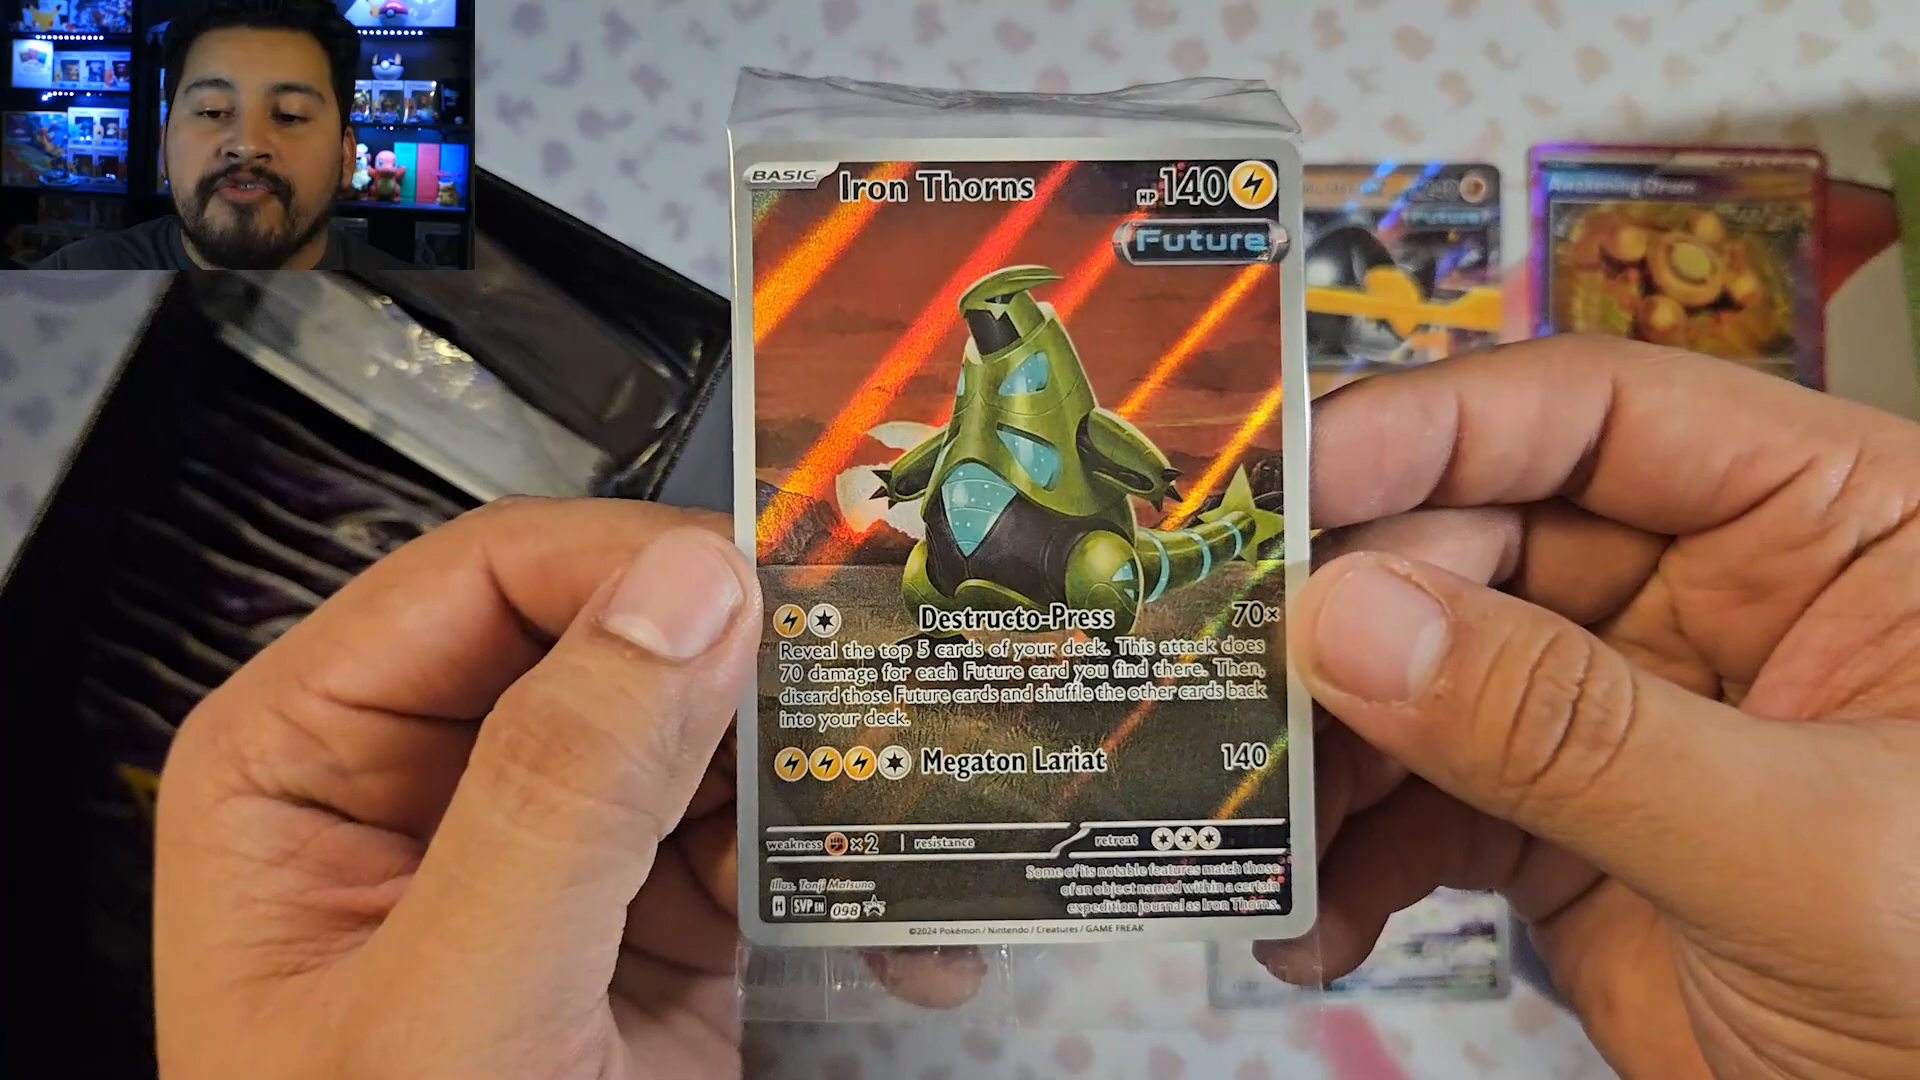 BASIC
Iron Thorns
HP 140
Future
Destructo-Press 70×
Reveal the top 5 cards of your deck. This attack does
70 damage for each Future card you find there. Then,
discard those Future cards and shuffle the other cards back
into your deck.
Megaton Lariat 140
weakness ×2 resistance
retreat
Some of its notable features match those
of an object named within a certain
expedition journal as Iron Thorns.
Illus. Tonji Matsuno
H SVP EN 098
©2024 Pokémon / Nintendo / Creatures / GAME FREAK
Future
Awakening Drum